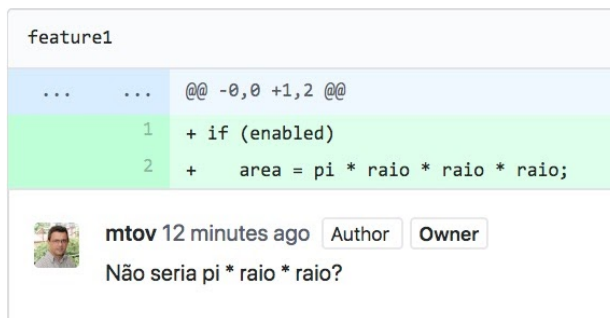 feature1
... ... @@ -0,0 +1,2 @@
1 + if (enabled)
2 +    area = pi * raio * raio * raio;
mtov 12 minutes ago Author Owner
Não seria pi * raio * raio?